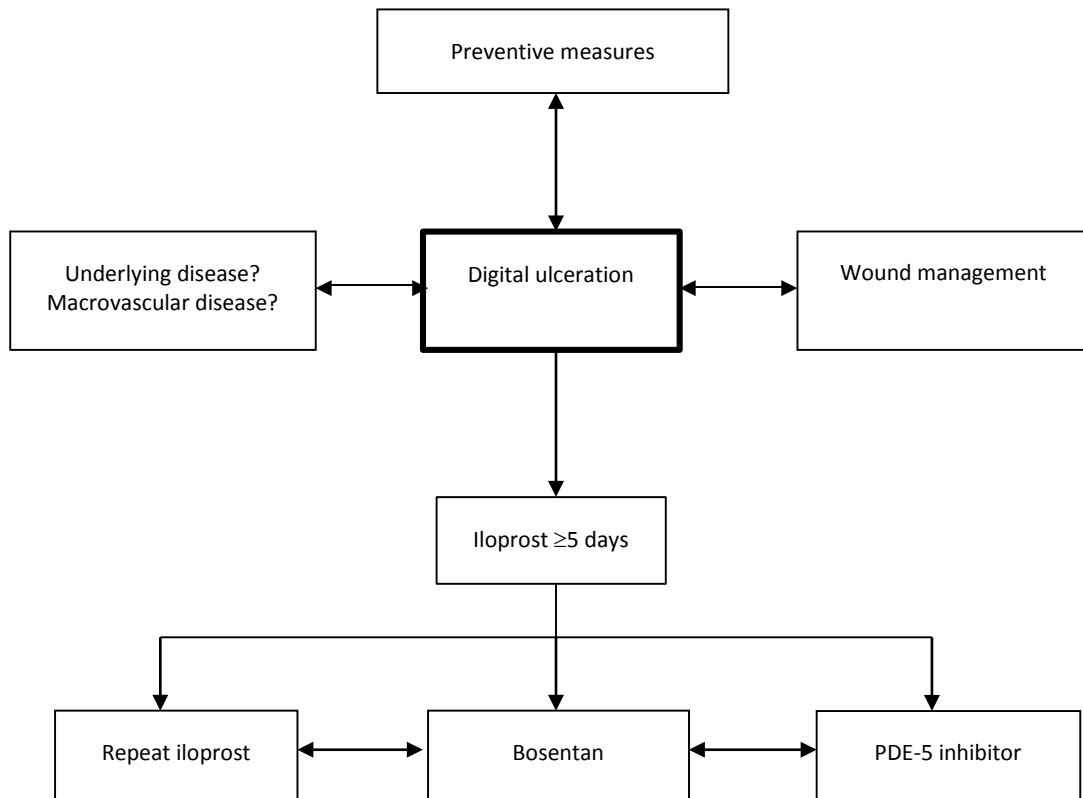 Preventive measures
Underlying disease?
Macrovascular disease?
Digital ulceration
Wound management
Iloprost ≥5 days
Repeat iloprost
Bosentan
PDE-5 inhibitor